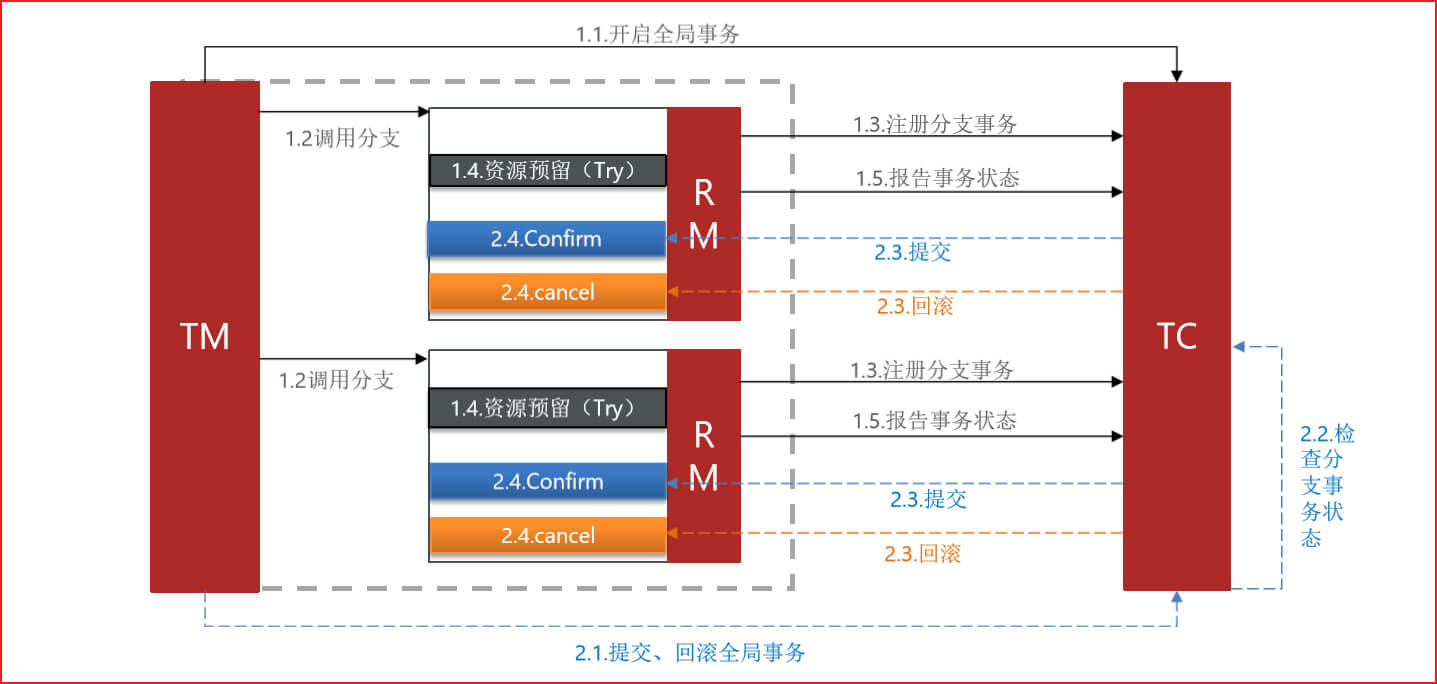 1.1.开启全局事务
1.2调用分支
1.4.资源预留（Try）
2.4.Confirm
2.4.cancel
R
M
1.3.注册分支事务
1.5.报告事务状态
2.3.提交
2.3.回滚
TM
TC
1.2调用分支
1.4.资源预留（Try）
2.4.Confirm
2.4.cancel
R
M
1.3.注册分支事务
1.5.报告事务状态
2.3.提交
2.3.回滚
2.2.检
查分
支事
务状
态
2.1.提交、回滚全局事务